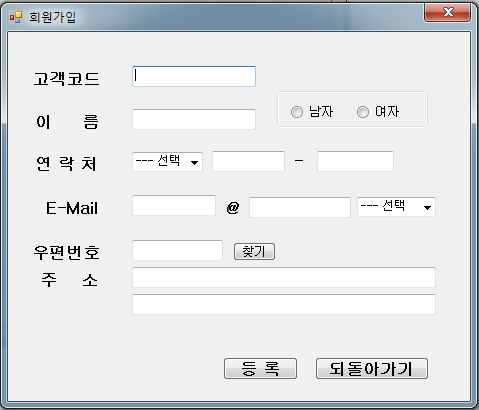 회원가입
고객코드
이 름
남자 여자
연 락 처 --- 선택 -
E-Mail @ --- 선택
우편번호 찾기
주 소
등 록 되돌아가기